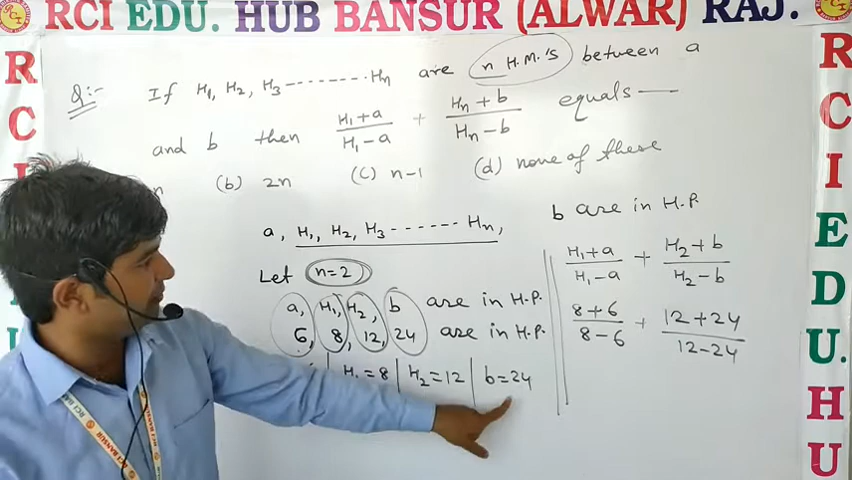 RCI EDU. HUB BANSUR (ALWAR) RAJ.
Q:- If H1, H2, H3 -------- Hn are n H.M.'s between a
and b then (H1+a)/(H1-a) + (Hn+b)/(Hn-b) equals —
n (b) 2n (c) n-1 (d) none of these
a, H1, H2, H3 ------ Hn, b are in H.P.
Let n=2
a, H1, H2, b are in H.P.
6, 8, 12, 24 are in H.P.
H1=8 | H2=12 | b=24
(H1+a)/(H1-a) + (H2+b)/(H2-b)
(8+6)/(8-6) + (12+24)/(12-24)
R
C
I
R
C
I
E
D
U.
H
U
RCI BANSUR